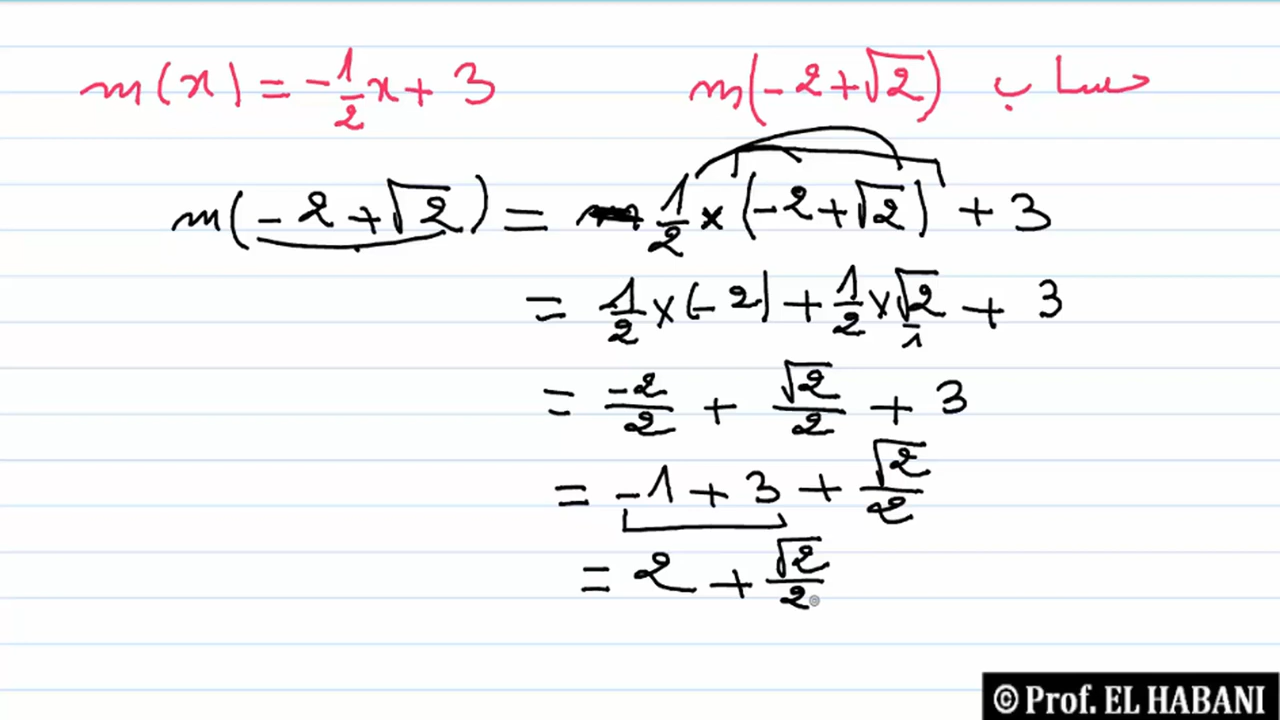 m(x) = -1/2 x + 3    m(-2+√2) حساب
m(-2+√2) = 1/2 × (-2+√2) + 3
= 1/2 × (-2) + 1/2 × √2/1 + 3
= -2/2 + √2/2 + 3
= -1 + 3 + √2/2
= 2 + √2/2
© Prof. EL HABANI